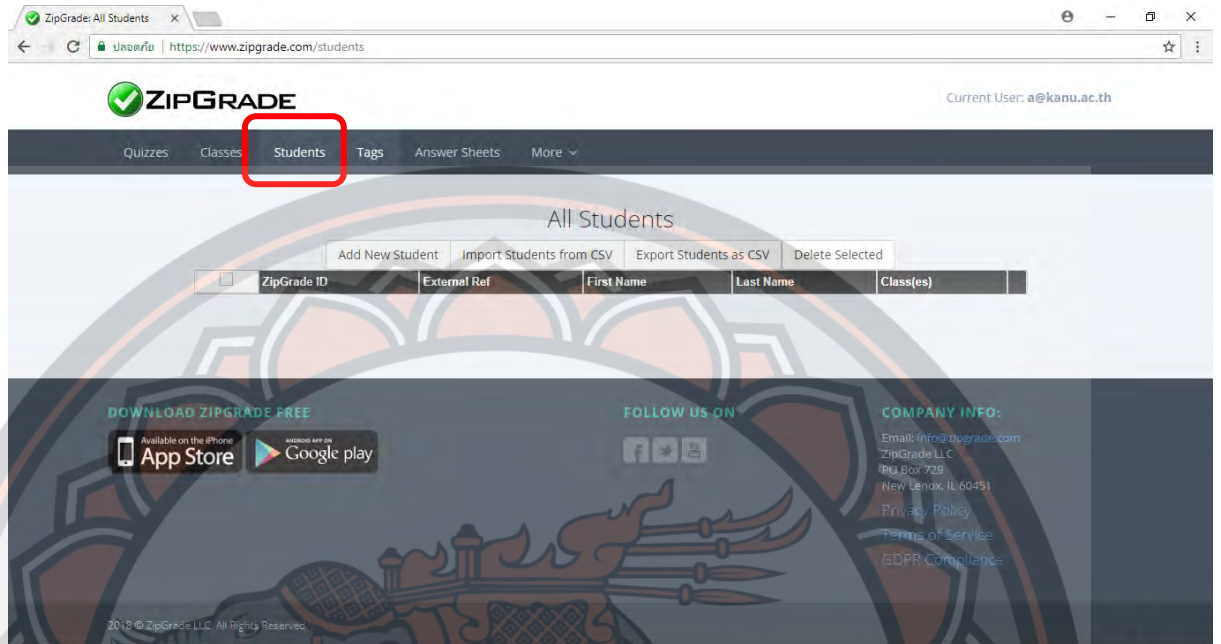 ZipGrade: All Students
ปลอดภัย | https://www.zipgrade.com/students
ZIPGRADE
Current User: a@kanu.ac.th
Quizzes Classes Students Tags Answer Sheets More
All Students
Add New Student Import Students from CSV Export Students as CSV Delete Selected
ZipGrade ID External Ref First Name Last Name Class(es)
DOWNLOAD ZIPGRADE FREE
Available on the iPhone
App Store
ANDROID APP ON
Google play
FOLLOW US ON
You
COMPANY INFO:
Email: info@zipgrade.com
ZipGrade LLC
PO Box 729
New Lenox, IL 60451
Privacy Policy
Terms of Service
GDPR Compliance
2018 © ZipGrade LLC. All Rights Reserved.